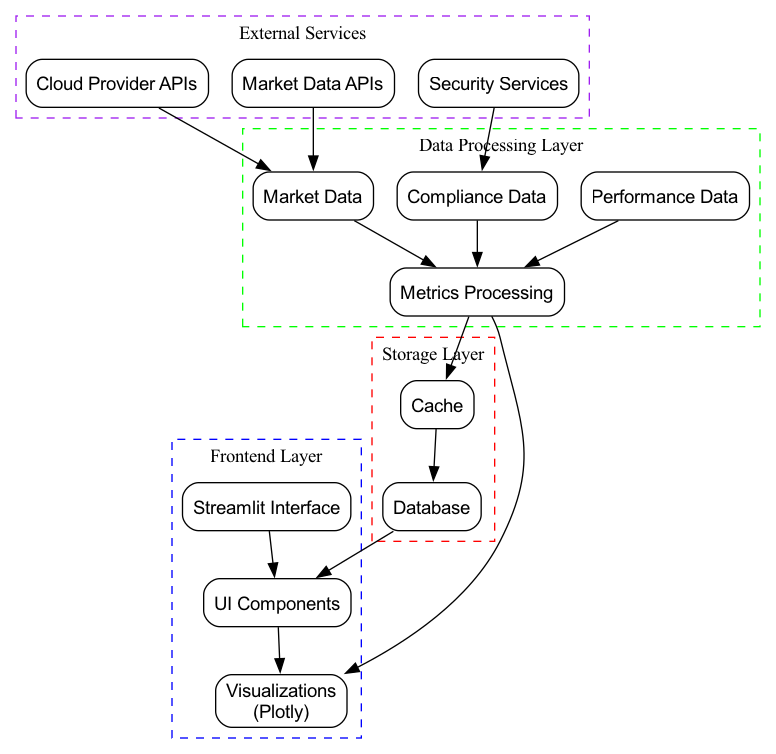 External Services
Cloud Provider APIs
Market Data APIs
Security Services
Data Processing Layer
Market Data
Compliance Data
Performance Data
Metrics Processing
Storage Layer
Cache
Frontend Layer
Streamlit Interface
Database
UI Components
Visualizations
(Plotly)